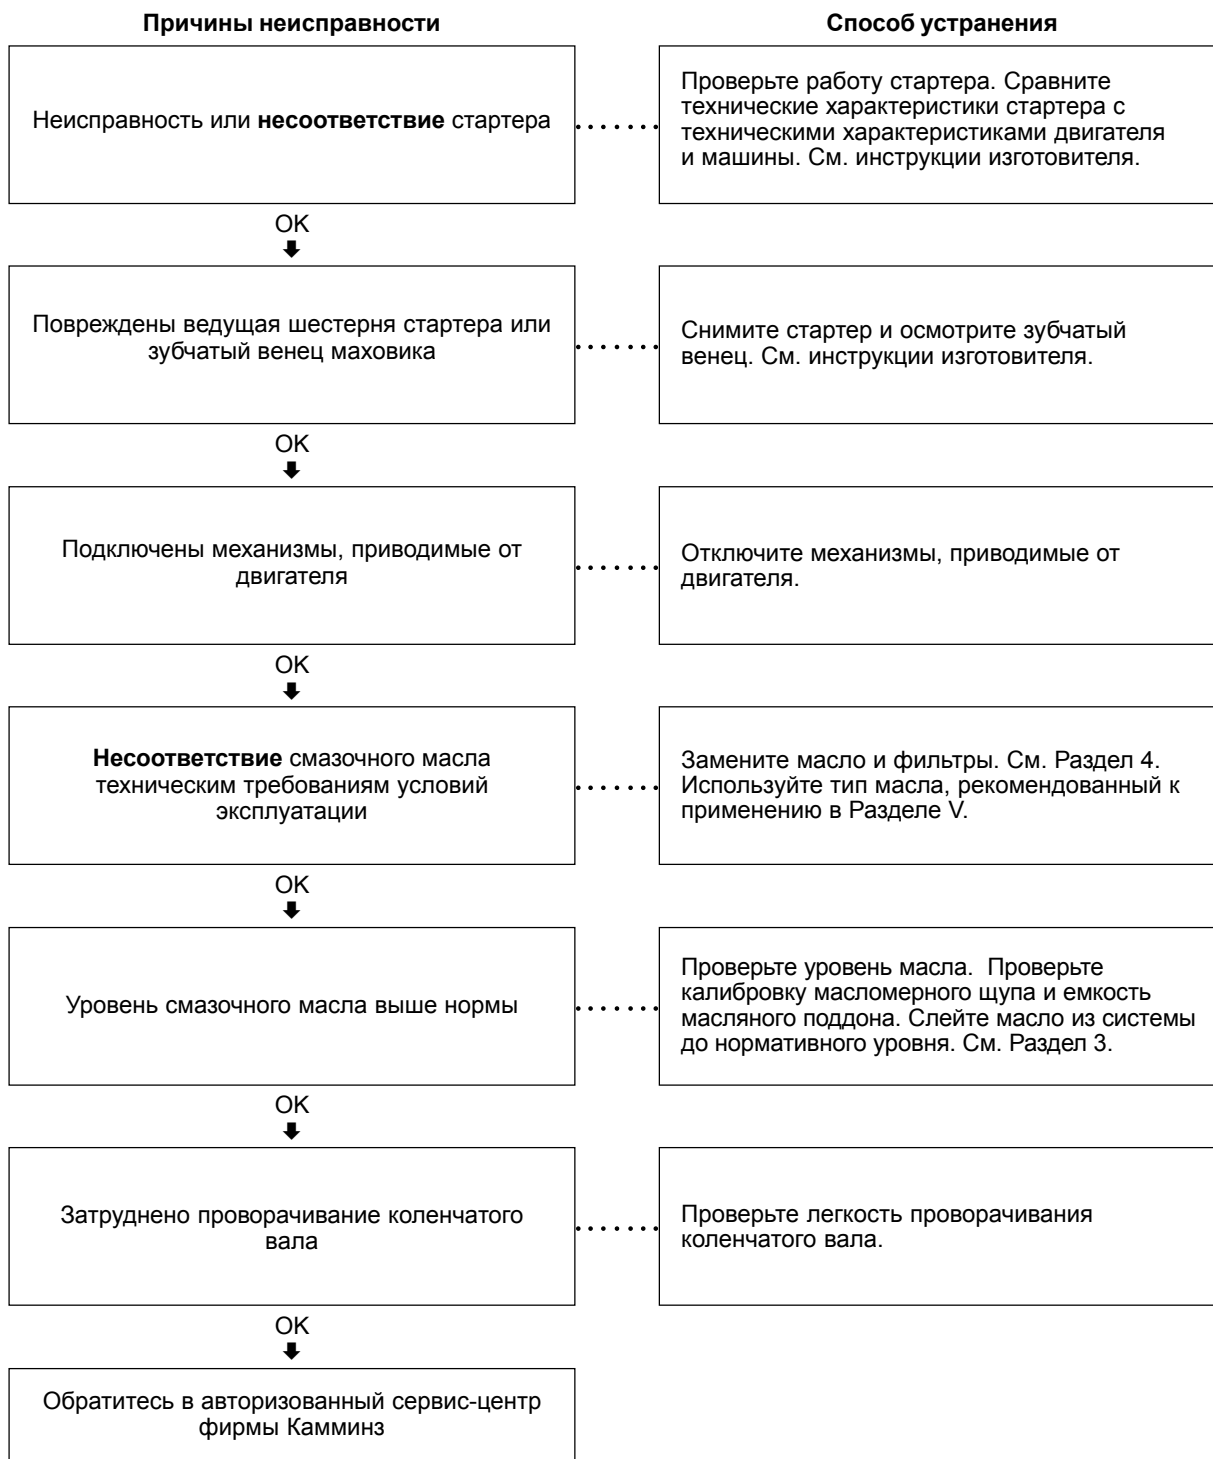 Причины неисправности
Способ устранения
Неисправность или несоответствие стартера
Проверьте работу стартера. Сравните
технические характеристики стартера с
техническими характеристиками двигателя
и машины. См. инструкции изготовителя.
OK
Повреждены ведущая шестерня стартера или
зубчатый венец маховика
Снимите стартер и осмотрите зубчатый
венец. См. инструкции изготовителя.
OK
Подключены механизмы, приводимые от
двигателя
Отключите механизмы, приводимые от
двигателя.
OK
Несоответствие смазочного масла
техническим требованиям условий
эксплуатации
Замените масло и фильтры. См. Раздел 4.
Используйте тип масла, рекомендованный к
применению в Разделе V.
OK
Уровень смазочного масла выше нормы
Проверьте уровень масла.  Проверьте
калибровку масломерного щупа и емкость
масляного поддона. Слейте масло из системы
до нормативного уровня. См. Раздел 3.
OK
Затруднено проворачивание коленчатого
вала
Проверьте легкость проворачивания
коленчатого вала.
OK
Обратитесь в авторизованный сервис-центр
фирмы Камминз